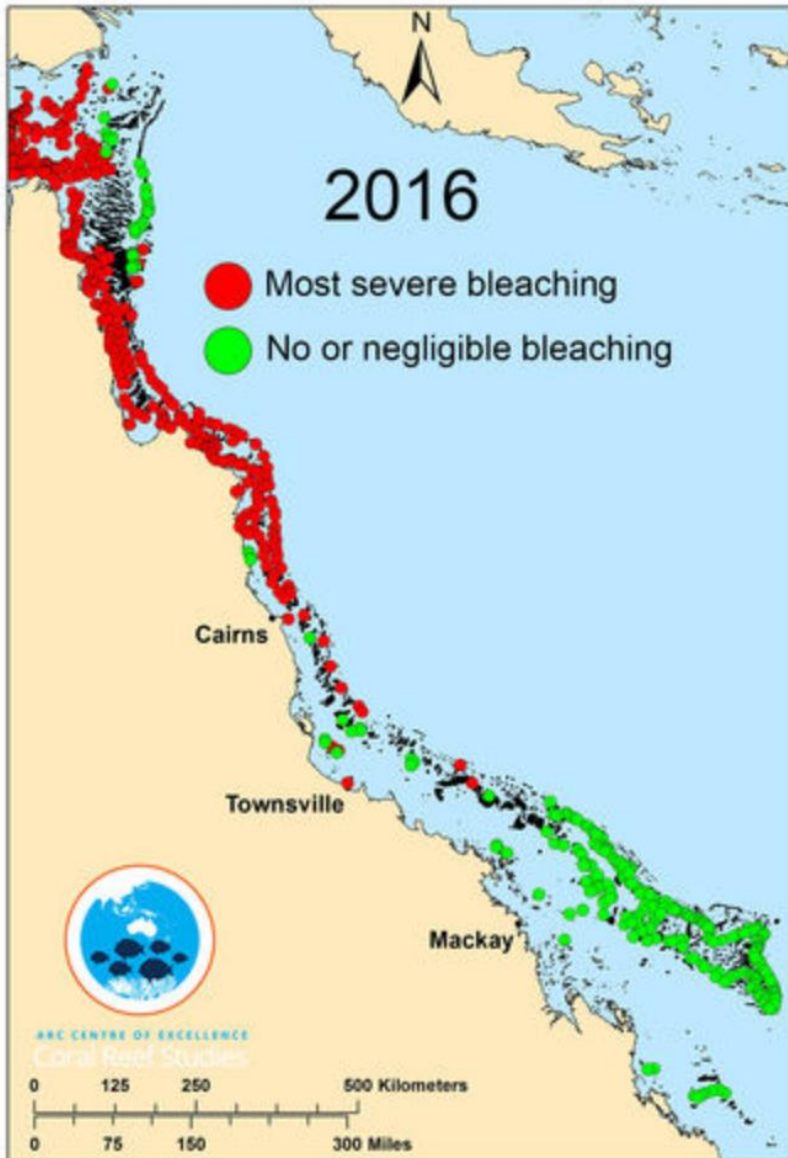 N
2016
Most severe bleaching
No or negligible bleaching
Cairns
Townsville
Mackay
ARC CENTRE OF EXCELLENCE
Coral Reef Studies
0 125 250 500 Kilometers
0 75 150 300 Miles